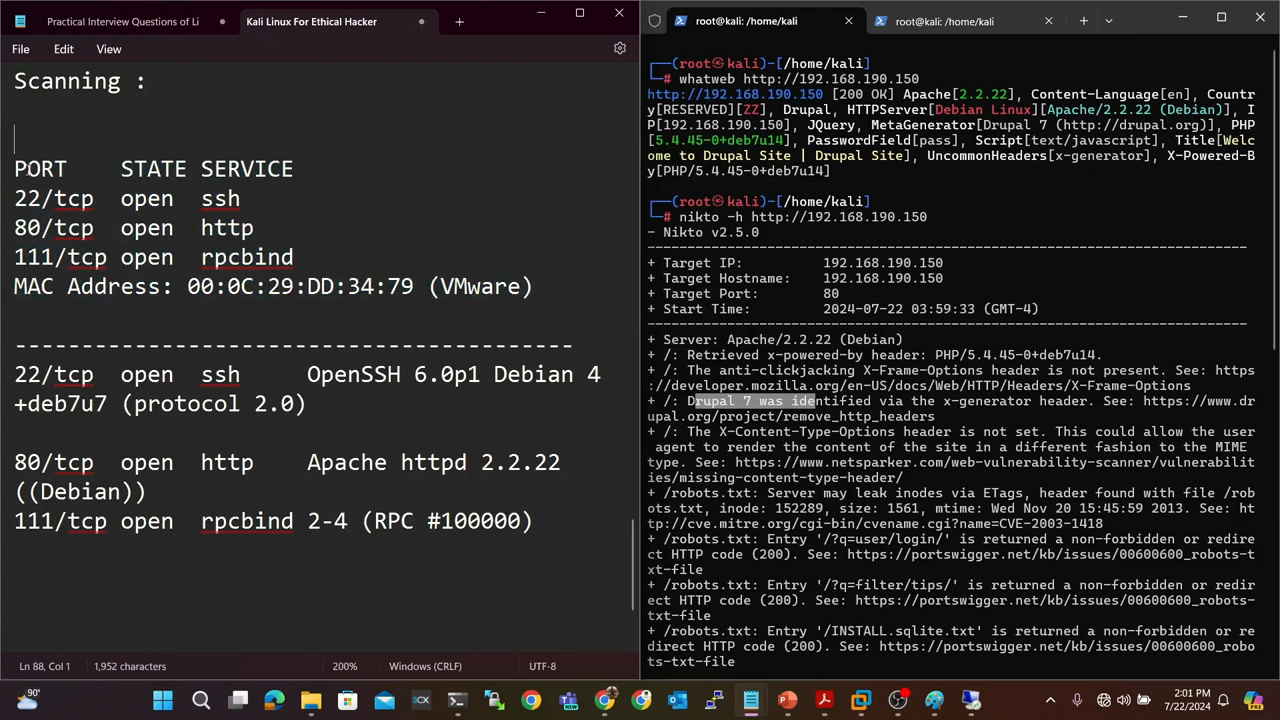 Practical Interview Questions of Li
Kali Linux For Ethical Hacker
File Edit View
Scanning :
PORT STATE SERVICE
22/tcp open ssh
80/tcp open http
111/tcp open rpcbind
MAC Address: 00:0C:29:DD:34:79 (VMware)
------------------------------------------
22/tcp open ssh OpenSSH 6.0p1 Debian 4
+deb7u7 (protocol 2.0)
80/tcp open http Apache httpd 2.2.22
((Debian))
111/tcp open rpcbind 2-4 (RPC #100000)
Ln 88, Col 1 1,952 characters 200% Windows (CRLF) UTF-8
root@kali: /home/kali
root@kali: /home/kali
┌──(root㉿kali)-[/home/kali]
└─# whatweb http://192.168.190.150
http://192.168.190.150 [200 OK] Apache[2.2.22], Content-Language[en], Countr
y[RESERVED][ZZ], Drupal, HTTPServer[Debian Linux][Apache/2.2.22 (Debian)], I
P[192.168.190.150], JQuery, MetaGenerator[Drupal 7 (http://drupal.org)], PHP
[5.4.45-0+deb7u14], PasswordField[pass], Script[text/javascript], Title[Welc
ome to Drupal Site | Drupal Site], UncommonHeaders[x-generator], X-Powered-B
y[PHP/5.4.45-0+deb7u14]
┌──(root㉿kali)-[/home/kali]
└─# nikto -h http://192.168.190.150
- Nikto v2.5.0
---------------------------------------------------------------------------
+ Target IP: 192.168.190.150
+ Target Hostname: 192.168.190.150
+ Target Port: 80
+ Start Time: 2024-07-22 03:59:33 (GMT-4)
---------------------------------------------------------------------------
+ Server: Apache/2.2.22 (Debian)
+ /: Retrieved x-powered-by header: PHP/5.4.45-0+deb7u14.
+ /: The anti-clickjacking X-Frame-Options header is not present. See: https
://developer.mozilla.org/en-US/docs/Web/HTTP/Headers/X-Frame-Options
+ /: Drupal 7 was identified via the x-generator header. See: https://www.dr
upal.org/project/remove_http_headers
+ /: The X-Content-Type-Options header is not set. This could allow the user
agent to render the content of the site in a different fashion to the MIME
type. See: https://www.netsparker.com/web-vulnerability-scanner/vulnerabilit
ies/missing-content-type-header/
+ /robots.txt: Server may leak inodes via ETags, header found with file /rob
ots.txt, inode: 152289, size: 1561, mtime: Wed Nov 20 15:45:59 2013. See: ht
tp://cve.mitre.org/cgi-bin/cvename.cgi?name=CVE-2003-1418
+ /robots.txt: Entry '/?q=user/login/' is returned a non-forbidden or redire
ct HTTP code (200). See: https://portswigger.net/kb/issues/00600600_robots-t
xt-file
+ /robots.txt: Entry '/?q=filter/tips/' is returned a non-forbidden or redir
ect HTTP code (200). See: https://portswigger.net/kb/issues/00600600_robots-
txt-file
+ /robots.txt: Entry '/INSTALL.sqlite.txt' is returned a non-forbidden or re
direct HTTP code (200). See: https://portswigger.net/kb/issues/00600600_robo
ts-txt-file
90°
2:01 PM
7/22/2024